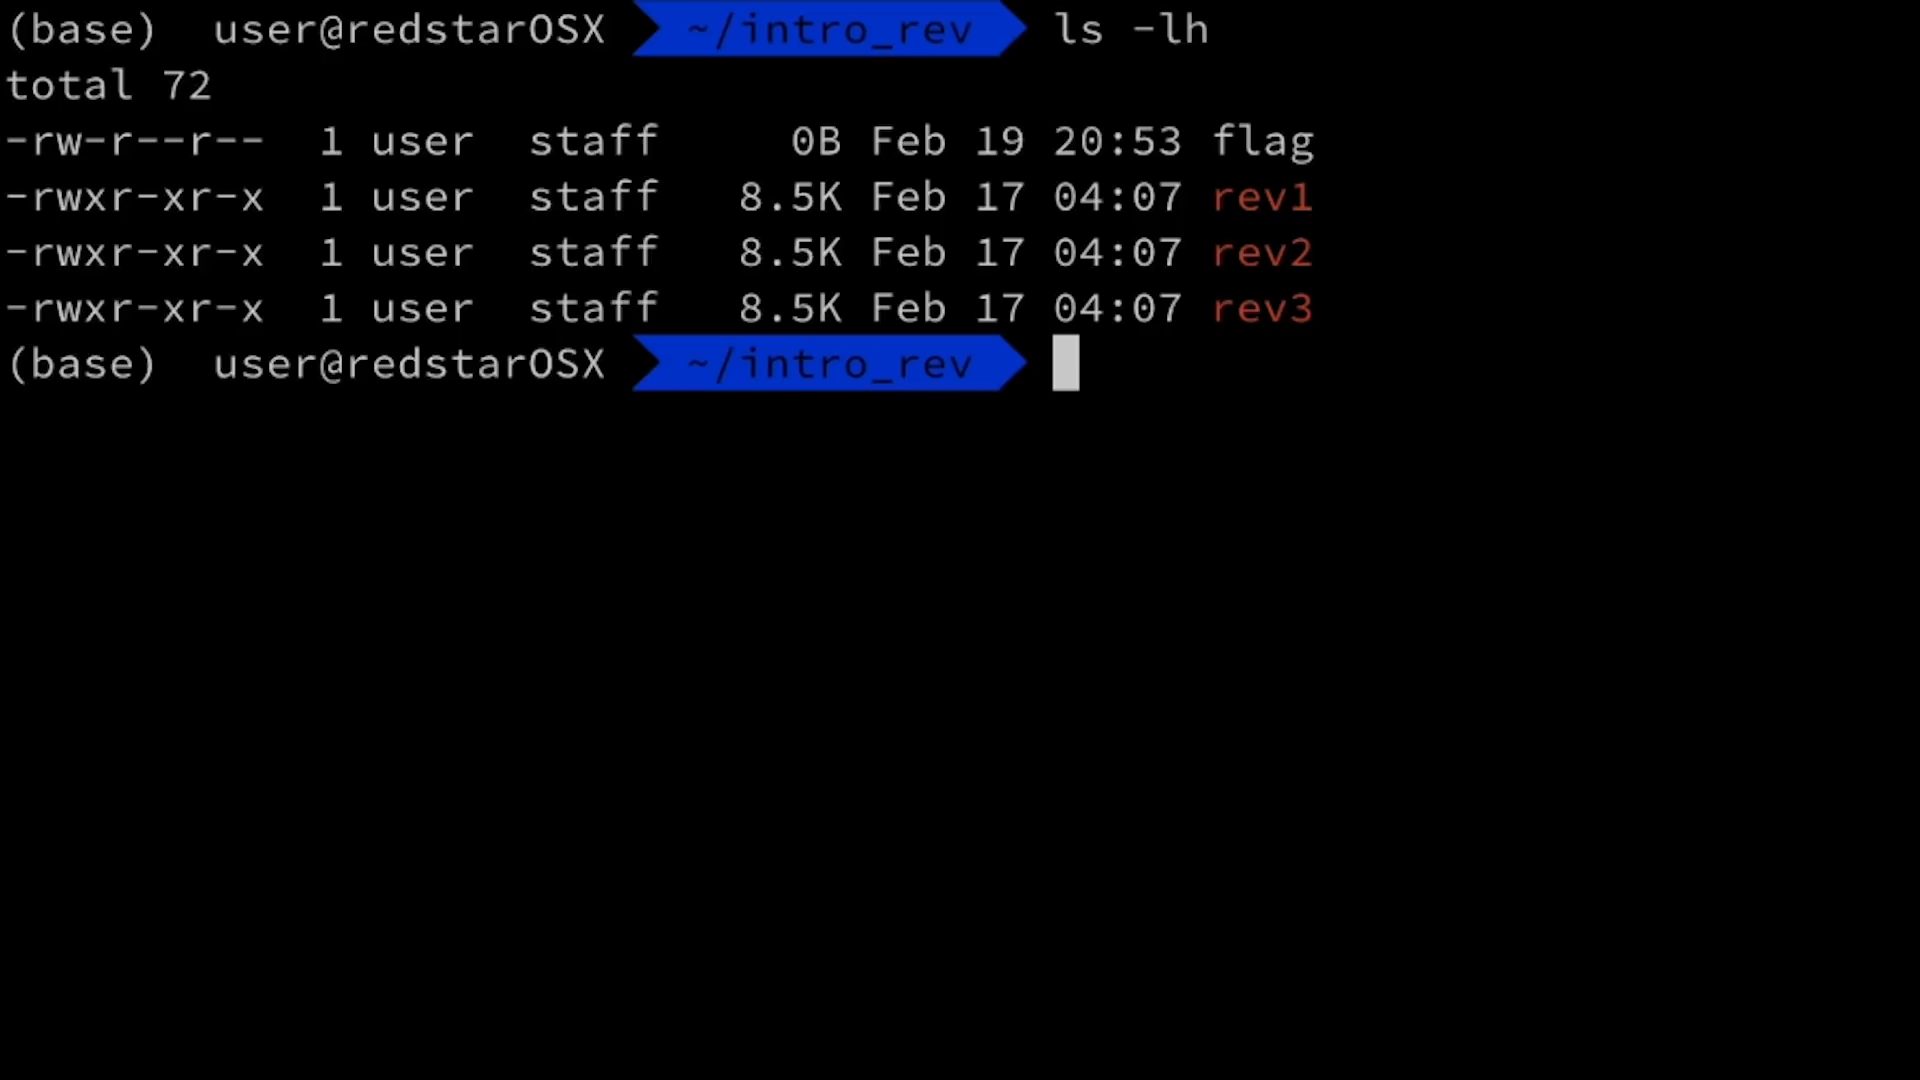 (base) user@redstarOSX ~/intro_rev ls -lh
total 72
-rw-r--r-- 1 user staff 0B Feb 19 20:53 flag
-rwxr-xr-x 1 user staff 8.5K Feb 17 04:07 rev1
-rwxr-xr-x 1 user staff 8.5K Feb 17 04:07 rev2
-rwxr-xr-x 1 user staff 8.5K Feb 17 04:07 rev3
(base) user@redstarOSX ~/intro_rev